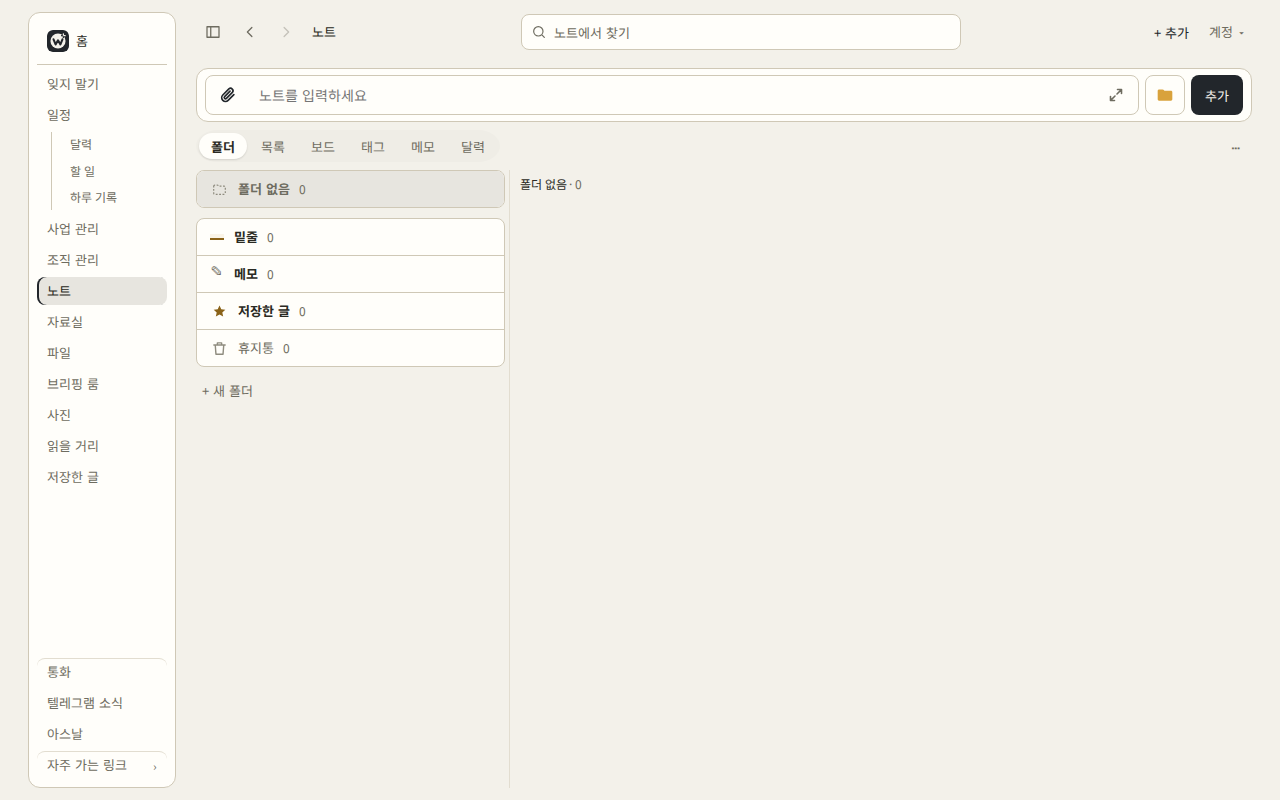 홈
잊지 말기
일정
달력
할 일
하루 기록
사업 관리
조직 관리
노트
자료실
파일
브리핑 룸
사진
읽을 거리
저장한 글
통화
텔레그램 소식
아스날
자주 가는 링크 ›
노트
노트에서 찾기
+ 추가
계정
노트를 입력하세요
추가
폴더 목록 보드 태그 메모 달력
폴더 없음 0
밑줄 0
메모 0
저장한 글 0
휴지통 0
+ 새 폴더
폴더 없음 · 0